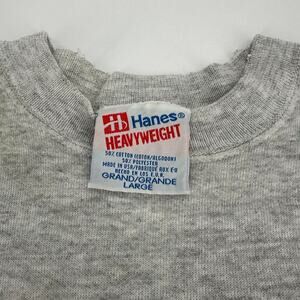 Hanes®
HEAVYWEIGHT
50% COTTON (COTON/ALGODON)
50% POLYESTER
MADE IN USA/FABRIQUE AUX É-U
HECHO EN LOS E.U.A.
GRAND/GRANDE
LARGE